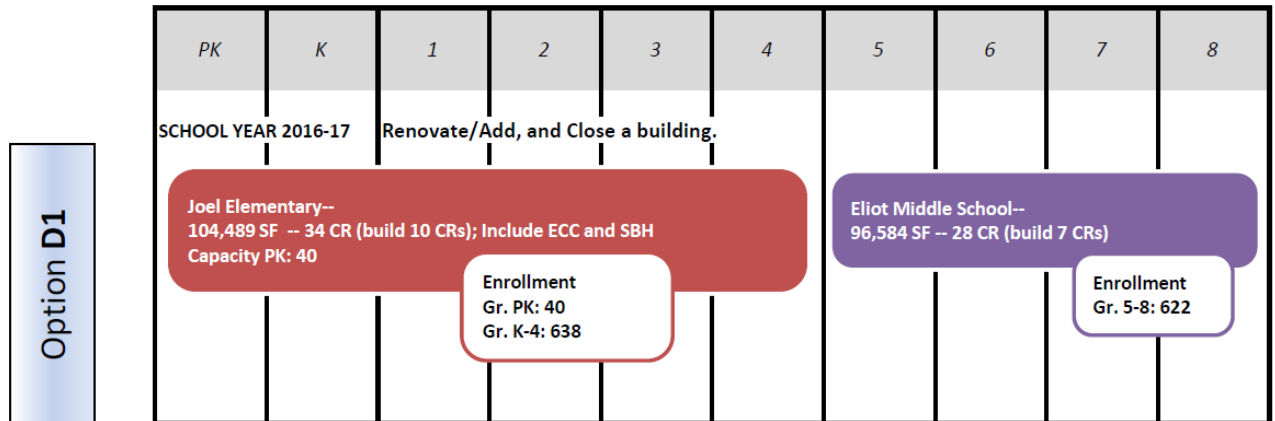 PK K 1 2 3 4 5 6 7 8
SCHOOL YEAR 2016-17 Renovate/Add, and Close a building.
Option D1
Joel Elementary--
104,489 SF -- 34 CR (build 10 CRs); Include ECC and SBH
Capacity PK: 40
Enrollment
Gr. PK: 40
Gr. K-4: 638
Eliot Middle School--
96,584 SF -- 28 CR (build 7 CRs)
Enrollment
Gr. 5-8: 622